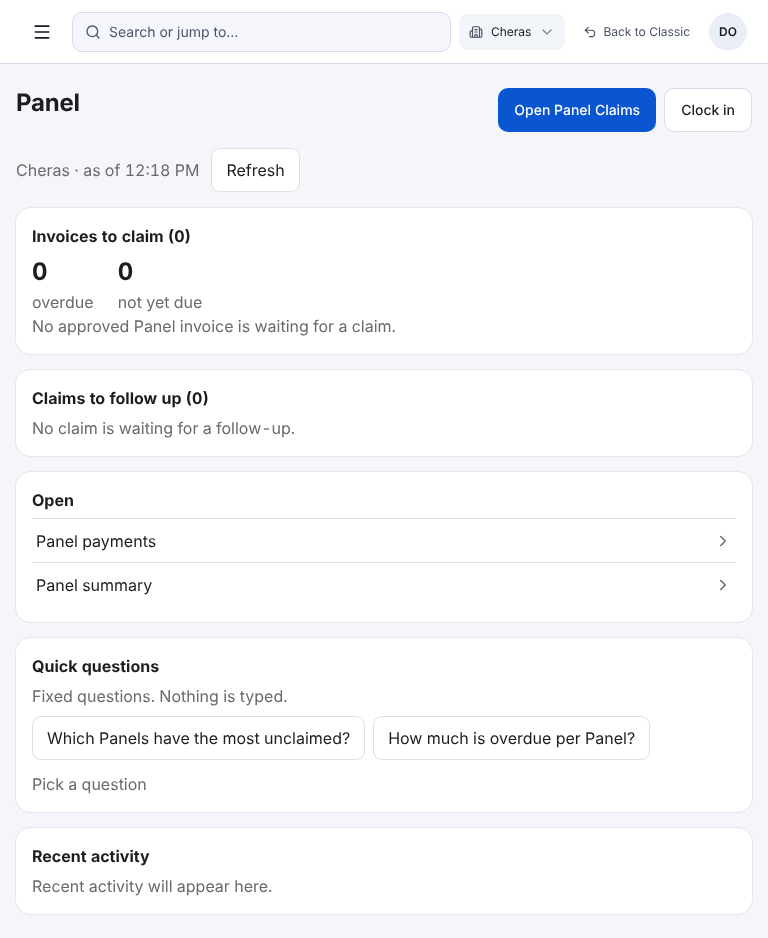 Search or jump to...
Cheras
Back to Classic
DO
Panel
Open Panel Claims
Clock in
Cheras · as of 12:18 PM
Refresh
Invoices to claim (0)
0 0
overdue not yet due
No approved Panel invoice is waiting for a claim.
Claims to follow up (0)
No claim is waiting for a follow-up.
Open
Panel payments
Panel summary
Quick questions
Fixed questions. Nothing is typed.
Which Panels have the most unclaimed?
How much is overdue per Panel?
Pick a question
Recent activity
Recent activity will appear here.